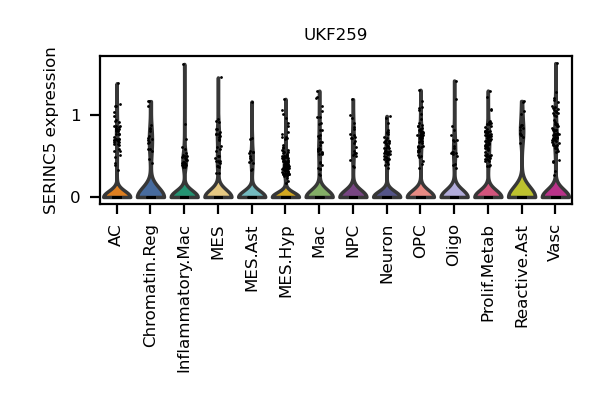 UKF259
SERINC5 expression
1
0
AC
Chromatin.Reg
Inflammatory.Mac
MES
MES.Ast
MES.Hyp
Mac
NPC
Neuron
OPC
Oligo
Prolif.Metab
Reactive.Ast
Vasc